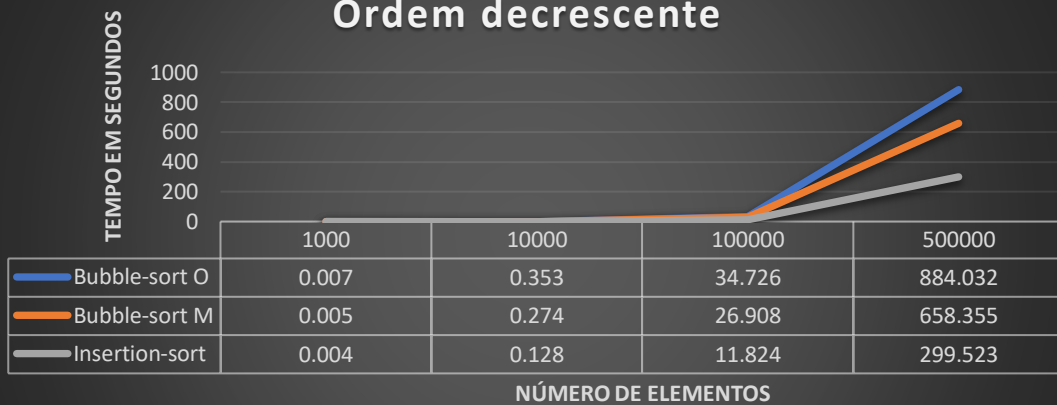 Ordem decrescente
TEMPO EM SEGUNDOS
1000
800
600
400
200
0
1000 10000 100000 500000
Bubble-sort O 0.007 0.353 34.726 884.032
Bubble-sort M 0.005 0.274 26.908 658.355
Insertion-sort 0.004 0.128 11.824 299.523
NÚMERO DE ELEMENTOS